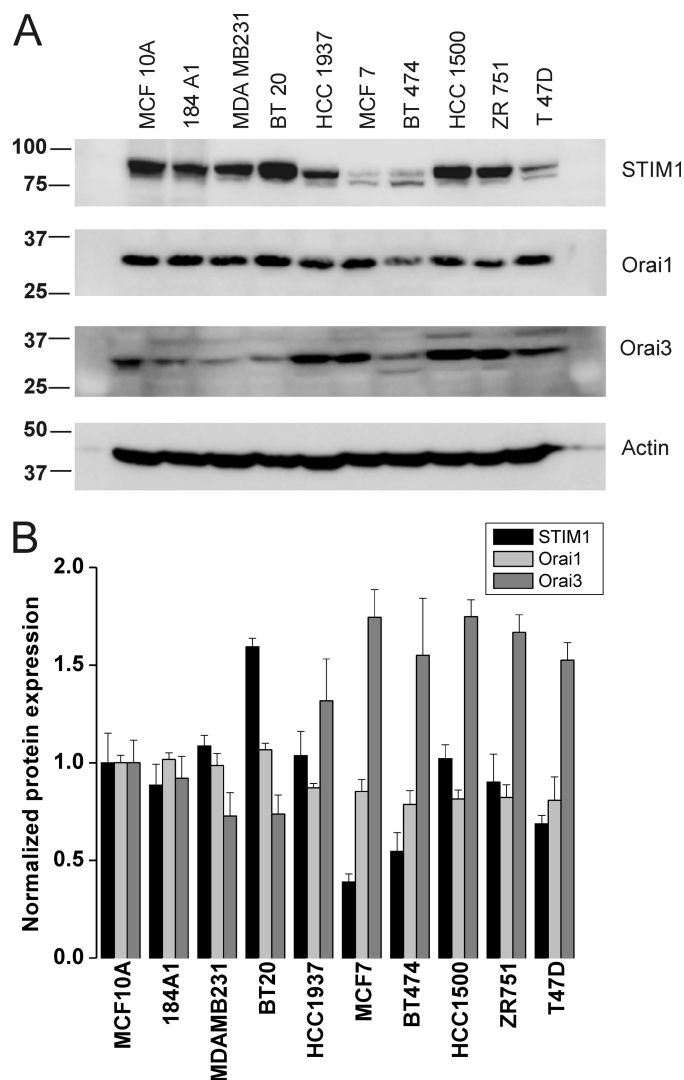 A
MCF 10A
184 A1
MDA MB231
BT 20
HCC 1937
MCF 7
BT 474
HCC 1500
ZR 751
T 47D
100
75
STIM1
37
25
Orai1
37
25
Orai3
50
37
Actin
B
STIM1
Orai1
Orai3
Normalized protein expression
2.0
1.5
1.0
0.5
0.0
MCF10A
184A1
MDAMB231
BT20
HCC1937
MCF7
BT474
HCC1500
ZR751
T47D